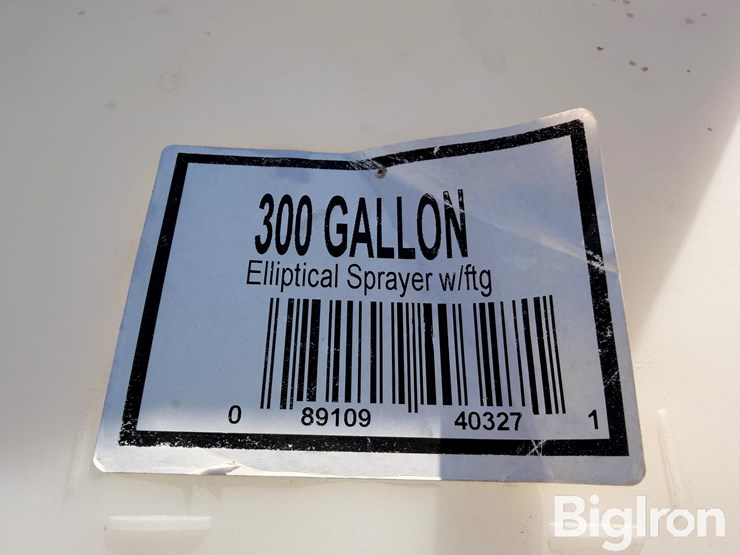 300 GALLON
Elliptical Sprayer w/ftg
0 89109 40327 1
BigIron